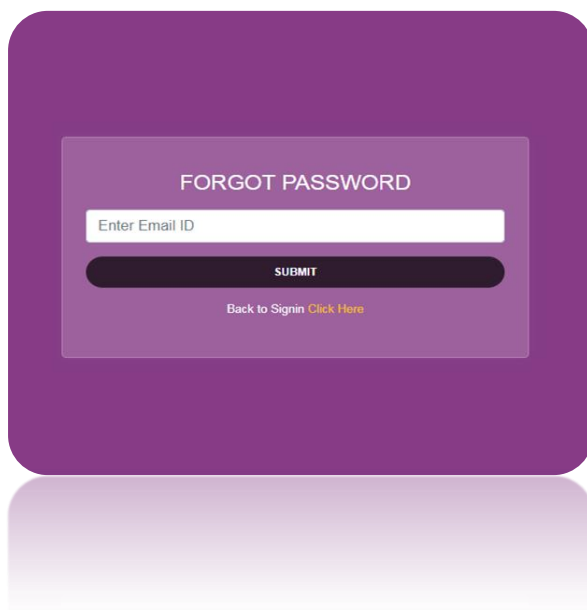 FORGOT PASSWORD
Enter Email ID
SUBMIT
Back to Signin Click Here